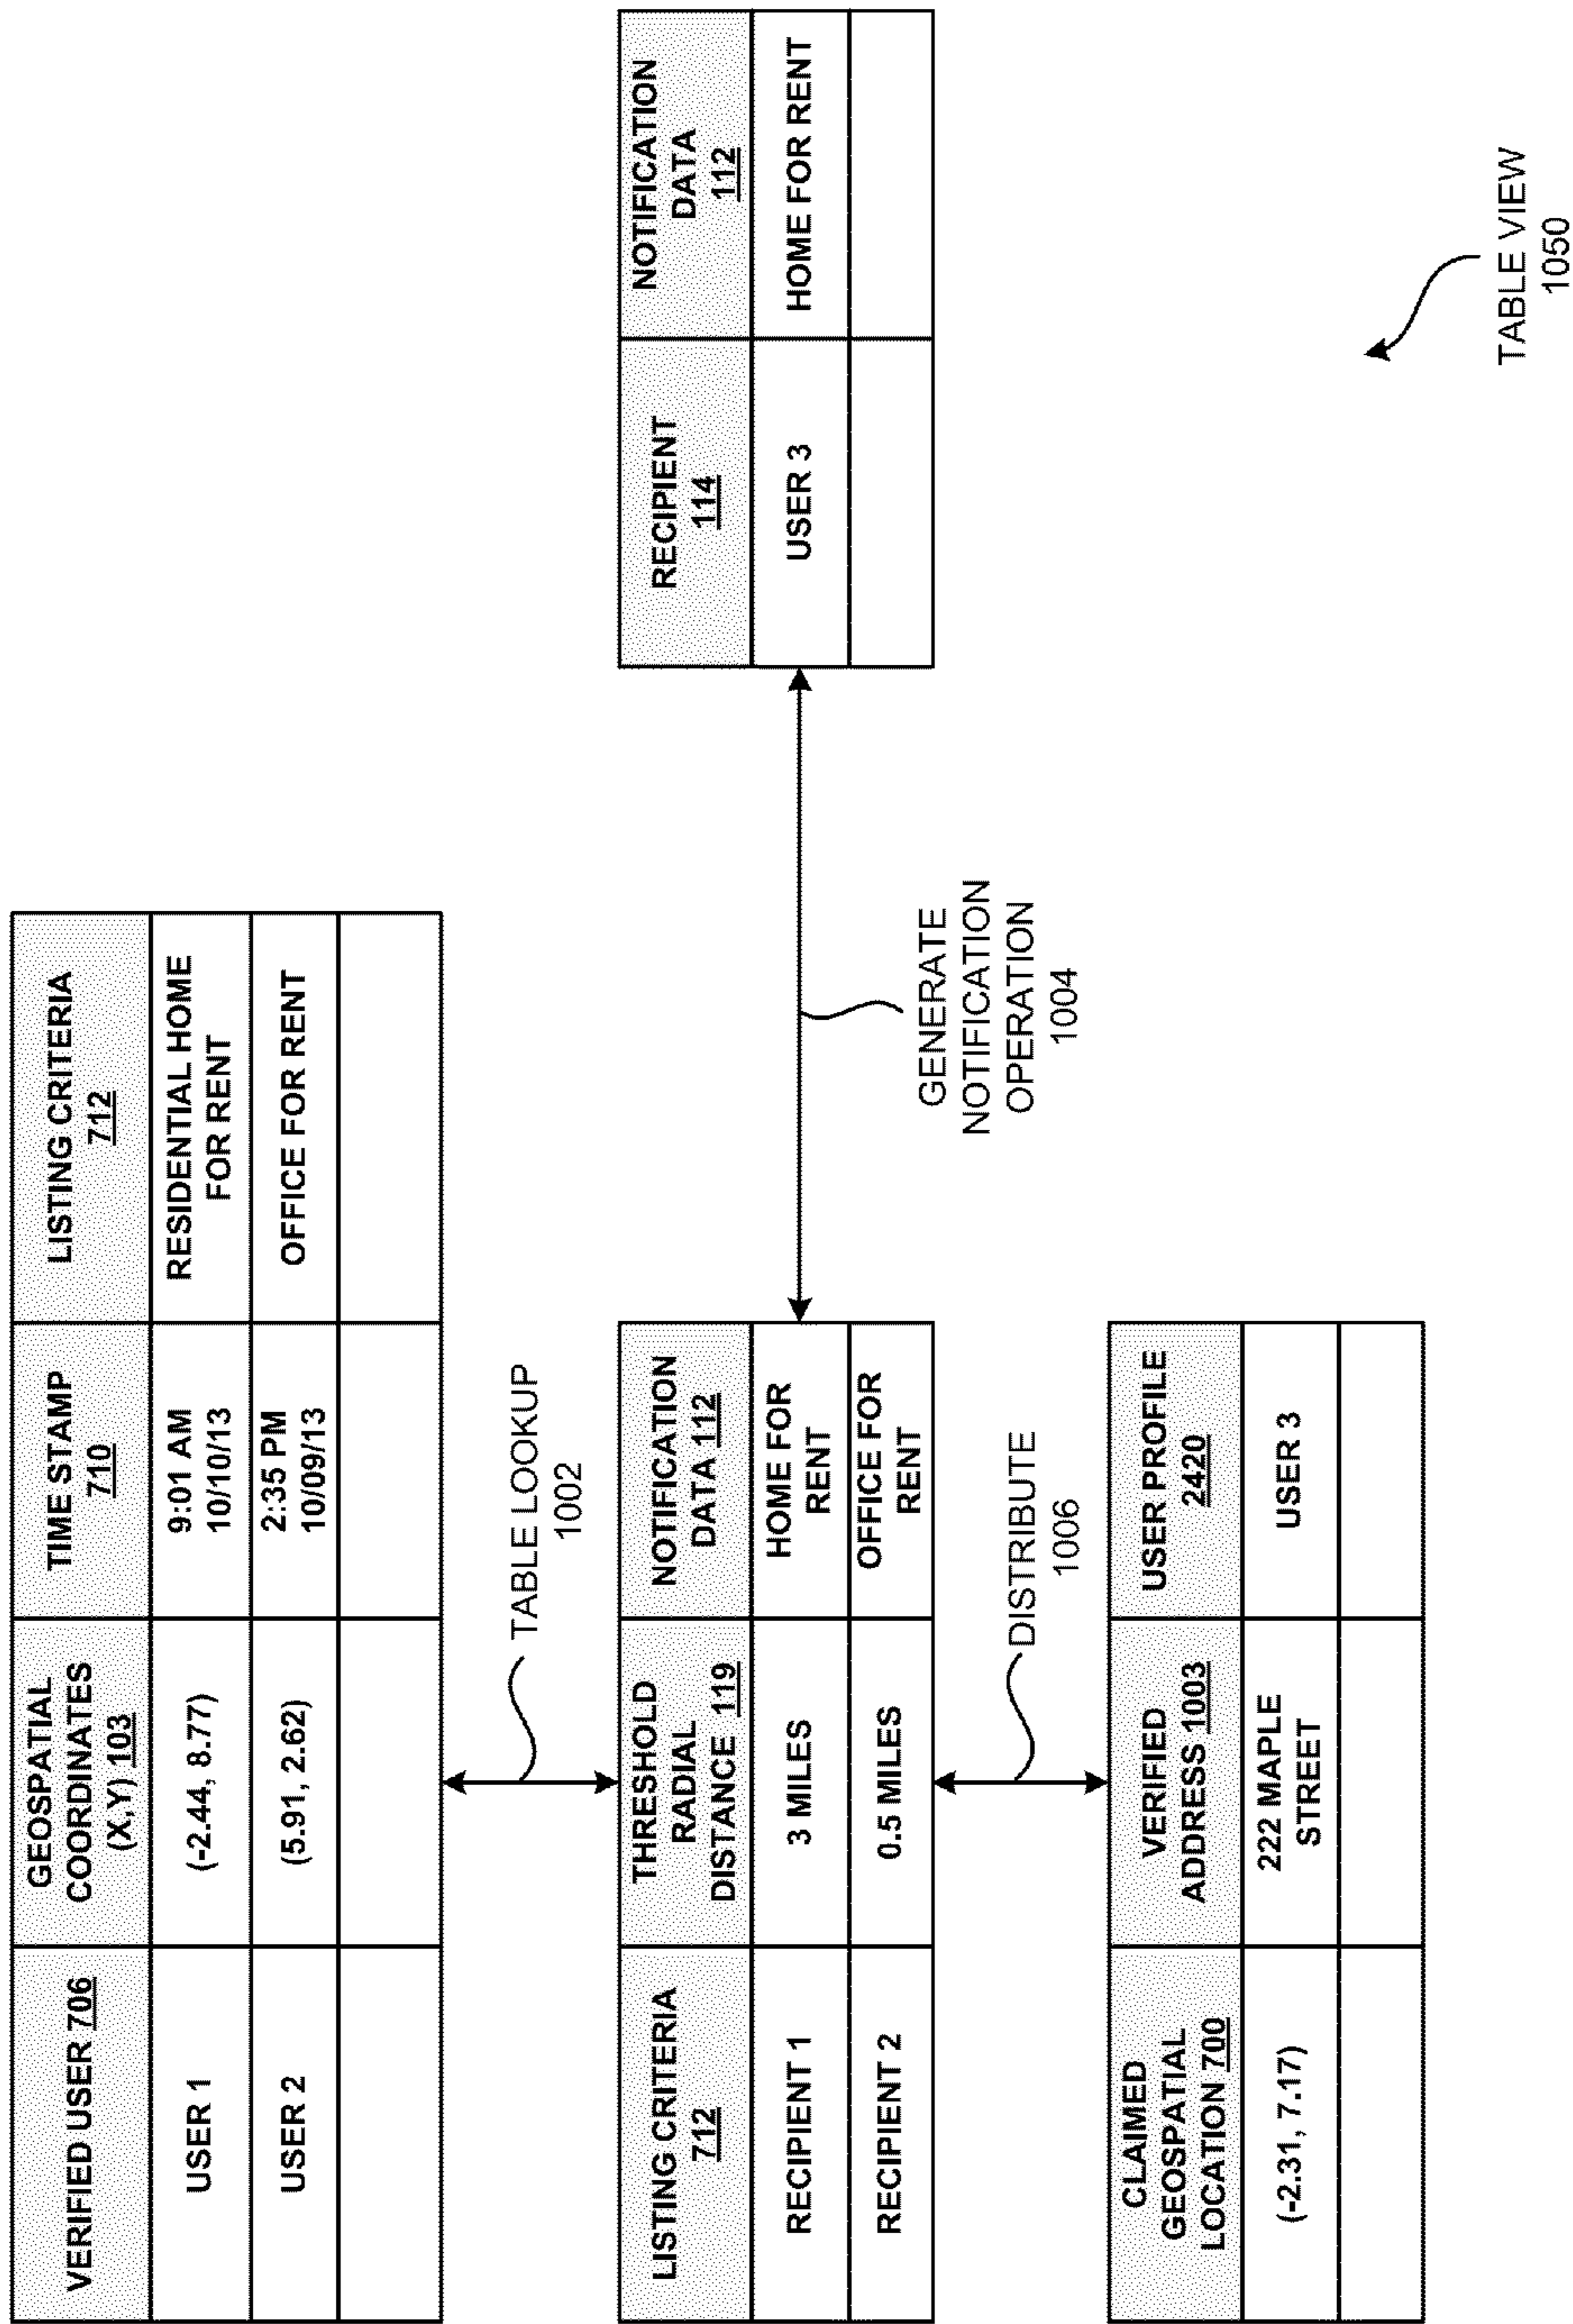 VERIFIED USER 706
GEOSPATIAL
COORDINATES
(X,Y) 103
TIME STAMP
710
LISTING CRITERIA
712
USER 1
(-2.44, 8.77)
9:01 AM
10/10/13
RESIDENTIAL HOME
FOR RENT
USER 2
(5.91, 2.62)
2:35 PM
10/09/13
OFFICE FOR RENT
TABLE LOOKUP
1002
LISTING CRITERIA
712
THRESHOLD
RADIAL
DISTANCE 119
NOTIFICATION
DATA 112
RECIPIENT 1
3 MILES
HOME FOR
RENT
RECIPIENT 2
0.5 MILES
OFFICE FOR
RENT
GENERATE
NOTIFICATION
OPERATION
1004
RECIPIENT
114
NOTIFICATION
DATA
112
USER 3
HOME FOR RENT
DISTRIBUTE
1006
CLAIMED
GEOSPATIAL
LOCATION 700
VERIFIED
ADDRESS 1003
USER PROFILE
2420
(-2.31, 7.17)
222 MAPLE
STREET
USER 3
TABLE VIEW
1050